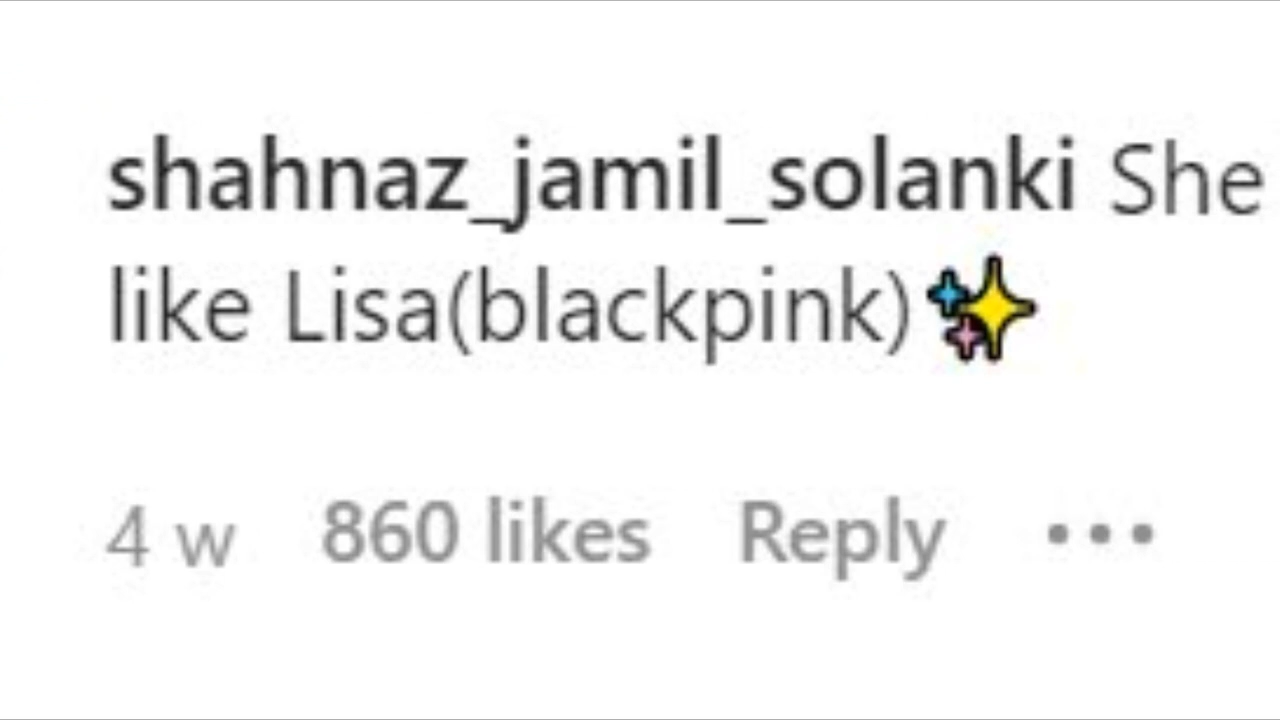 shahnaz_jamil_solanki She
like Lisa(blackpink)✨
4 w 860 likes Reply •••